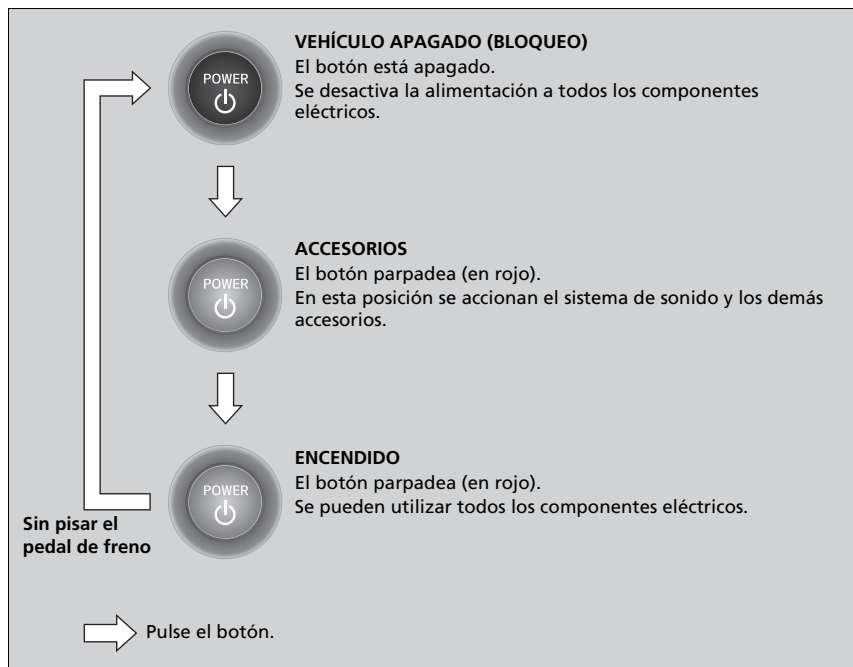 VEHÍCULO APAGADO (BLOQUEO)
POWER
El botón está apagado.
Se desactiva la alimentación a todos los componentes
eléctricos.
ACCESORIOS
POWER
El botón parpadea (en rojo).
En esta posición se accionan el sistema de sonido y los demás
accesorios.
ENCENDIDO
POWER
El botón parpadea (en rojo).
Se pueden utilizar todos los componentes eléctricos.
Sin pisar el
pedal de freno
Pulse el botón.